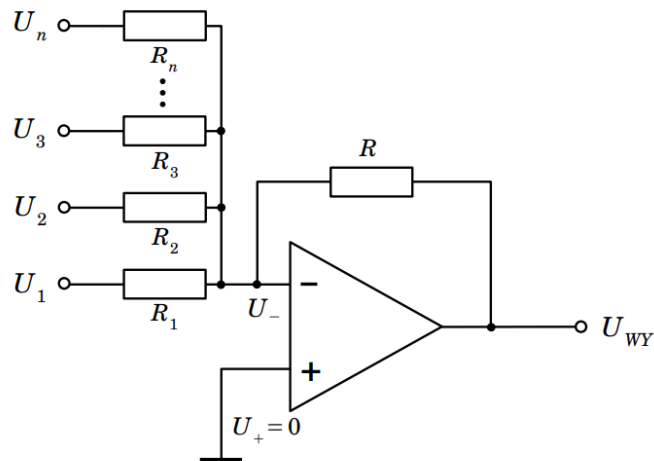 U_n
R_n
⋮
U_3
R_3
R
U_2
R_2
U_1
R_1
U_-
−
+
U_+ = 0
U_WY